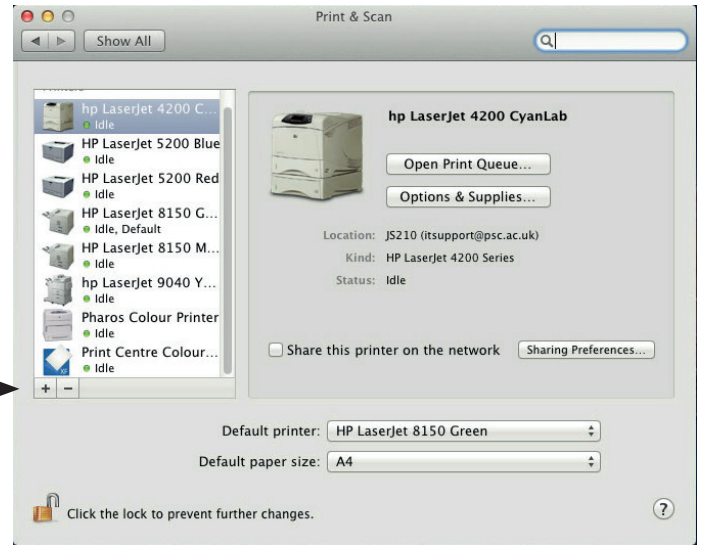 Print & Scan
Show All
Printers
hp LaserJet 4200 C...
Idle
HP LaserJet 5200 Blue
Idle
HP LaserJet 5200 Red
Idle
HP LaserJet 8150 G...
Idle, Default
HP LaserJet 8150 M...
Idle
hp LaserJet 9040 Y...
Idle
Pharos Colour Printer
Idle
Print Centre Colour...
Idle
+ −
hp LaserJet 4200 CyanLab
Open Print Queue...
Options & Supplies...
Location: JS210 (itsupport@psc.ac.uk)
Kind: HP LaserJet 4200 Series
Status: Idle
Share this printer on the network
Sharing Preferences...
Default printer: HP LaserJet 8150 Green
Default paper size: A4
Click the lock to prevent further changes.
?